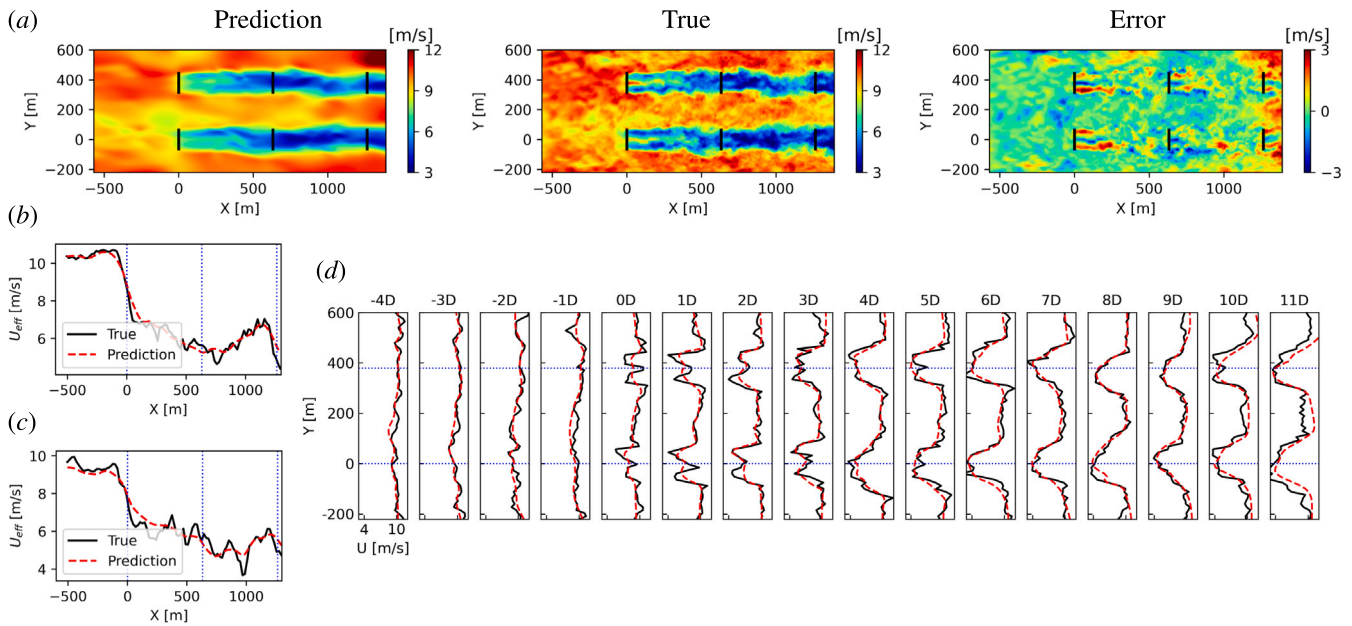 (a) Prediction True Error
[m/s] [m/s] [m/s]
600 12 600 12 600 3
400 9 400 9 400
200 200 200 0
Y [m] Y [m] Y [m]
0 6 0 6 0
−200 3 −200 3 −200 −3
−500 0 500 1000 −500 0 500 1000 −500 0 500 1000
X [m] X [m] X [m]
(b)
10
8
6
U_eff [m/s]
True
Prediction
−500 0 500 1000
X [m]
(c)
10
8
6
4
U_eff [m/s]
True
Prediction
−500 0 500 1000
X [m]
(d)
-4D -3D -2D -1D 0D 1D 2D 3D 4D 5D 6D 7D 8D 9D 10D 11D
600
400
200
0
-200
Y [m]
4 10
U [m/s]